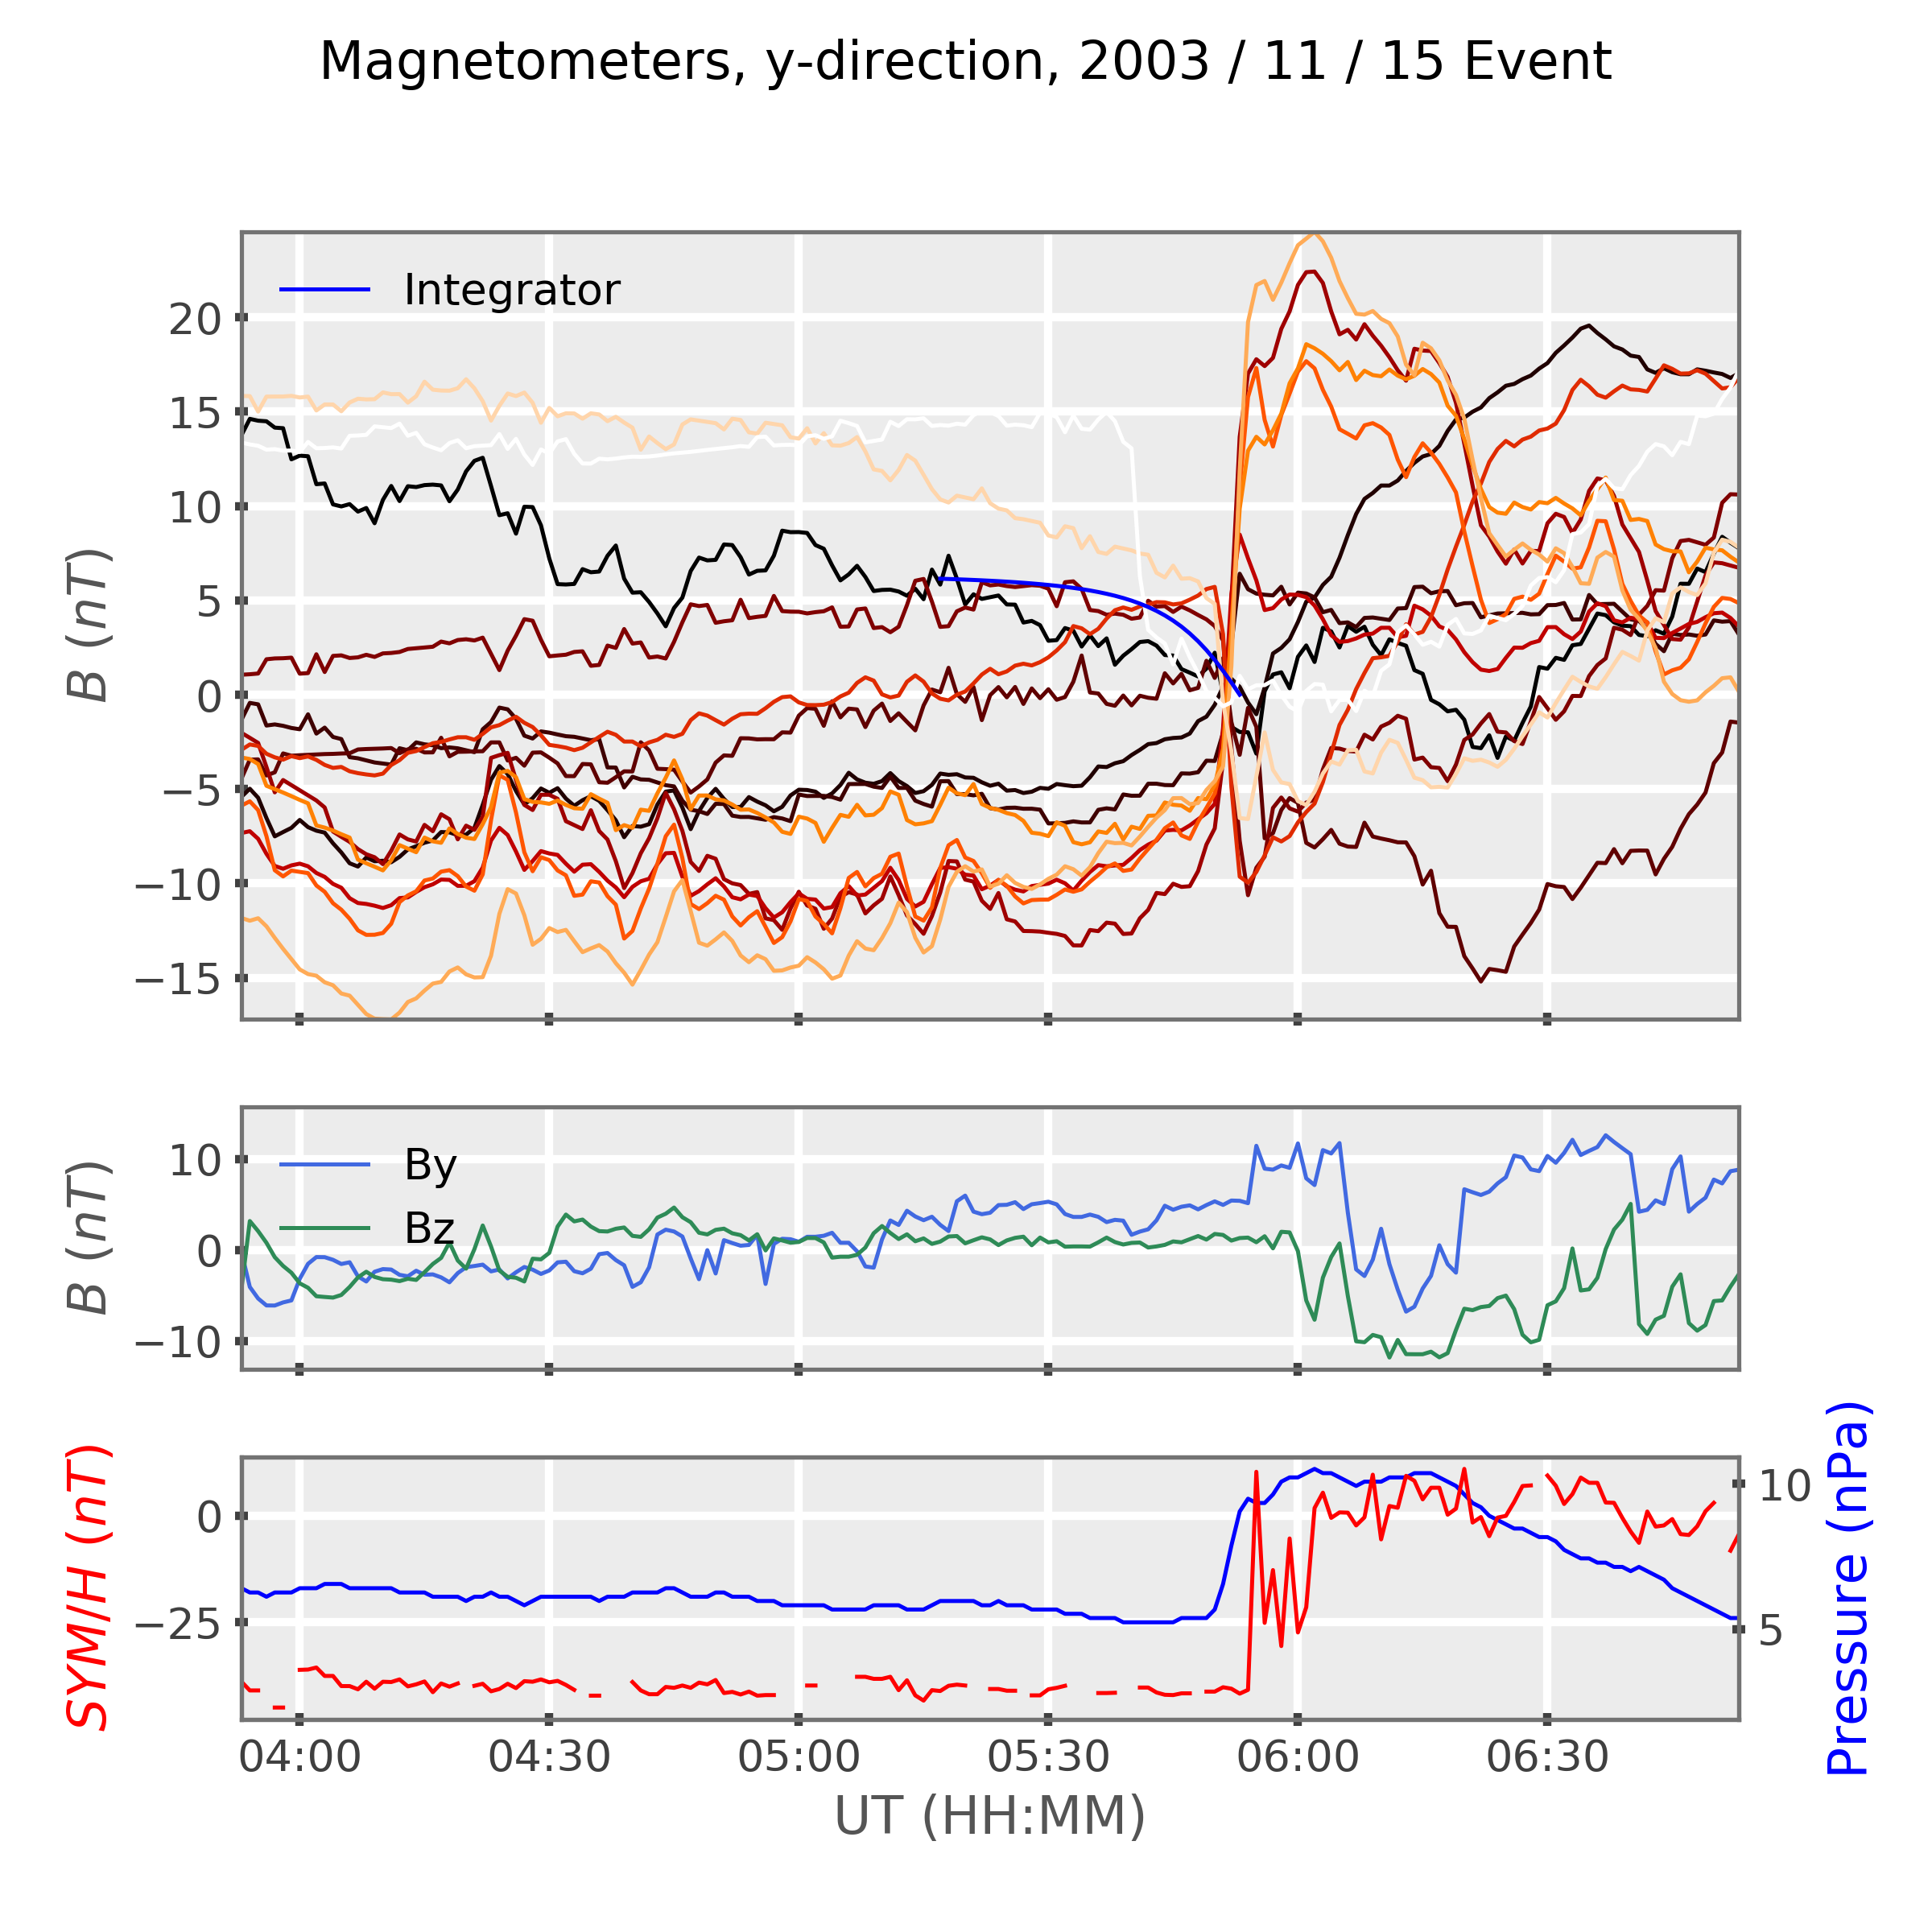 Magnetometers, y-direction, 2003 / 11 / 15 Event
Integrator
20
15
10
5
0
−5
−10
−15
B (nT)
By
Bz
10
0
−10
B (nT)
0
−25
SYM/H (nT)
10
5
Pressure (nPa)
04:00 04:30 05:00 05:30 06:00 06:30
UT (HH:MM)